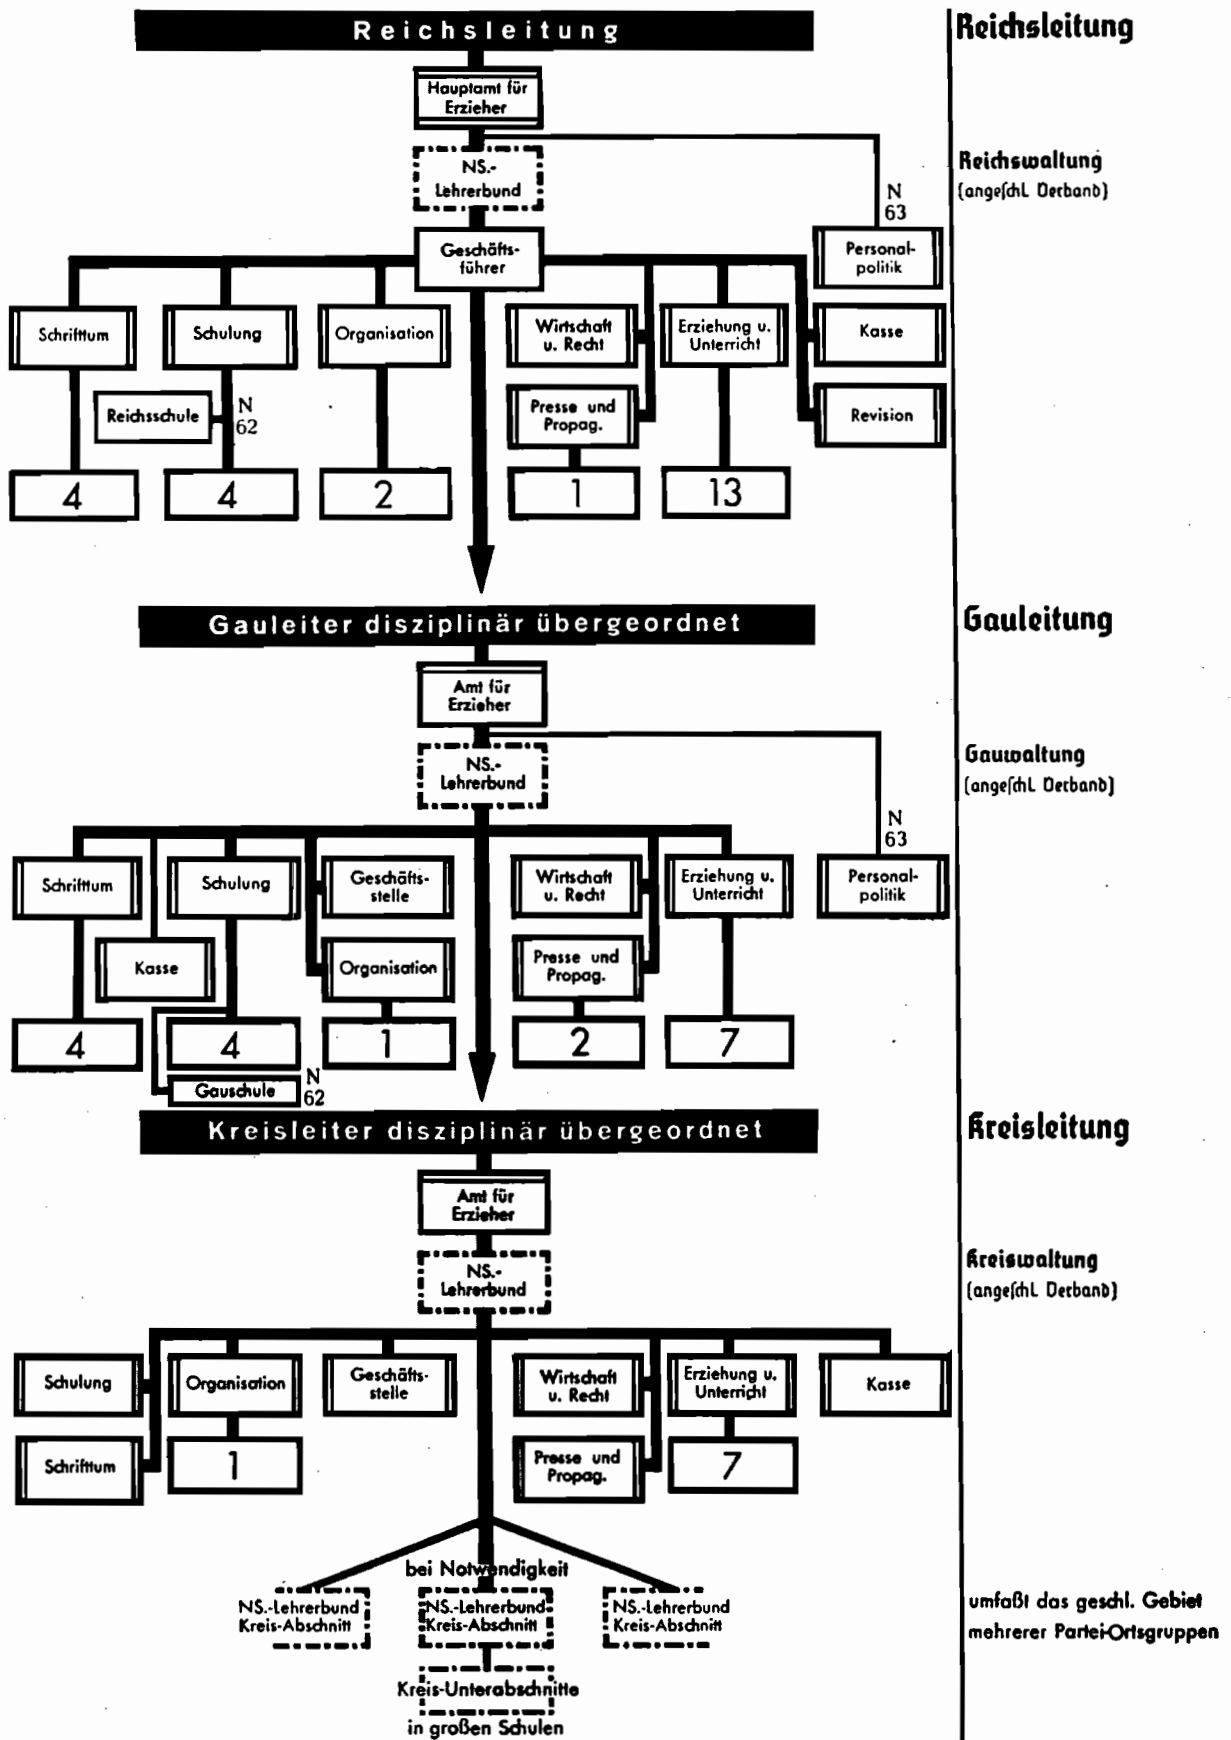 Reichsleitung
Reichsleitung
Hauptamt für
Erzieher
NS.-
Lehrerbund
Reichswaltung
(angeschl. Verband)
N
63
Geschäfts-
führer
Personal-
politik
Schrifttum
Schulung
Organisation
Wirtschaft
u. Recht
Erziehung u.
Unterricht
Kasse
Reichsschule
N
62
Presse und
Propag.
Revision
4
4
2
1
13
Gauleiter disziplinär übergeordnet
Gauleitung
Amt für
Erzieher
NS.-
Lehrerbund
Gauwaltung
(angeschl. Verband)
N
63
Schrifttum
Schulung
Geschäfts-
stelle
Wirtschaft
u. Recht
Erziehung u.
Unterricht
Personal-
politik
Kasse
Organisation
Presse und
Propag.
4
4
1
2
7
Gauschule
N
62
Kreisleiter disziplinär übergeordnet
Kreisleitung
Amt für
Erzieher
NS.-
Lehrerbund
Kreiswaltung
(angeschl. Verband)
Schulung
Organisation
Geschäfts-
stelle
Wirtschaft
u. Recht
Erziehung u.
Unterricht
Kasse
Schrifttum
1
Presse und
Propag.
7
bei Notwendigkeit
NS.-Lehrerbund
Kreis-Abschnitt
NS.-Lehrerbund
Kreis-Abschnitt
NS.-Lehrerbund
Kreis-Abschnitt
umfaßt das geschl. Gebiet
mehrerer Partei-Ortsgruppen
Kreis-Unterabschnitte
in großen Schulen